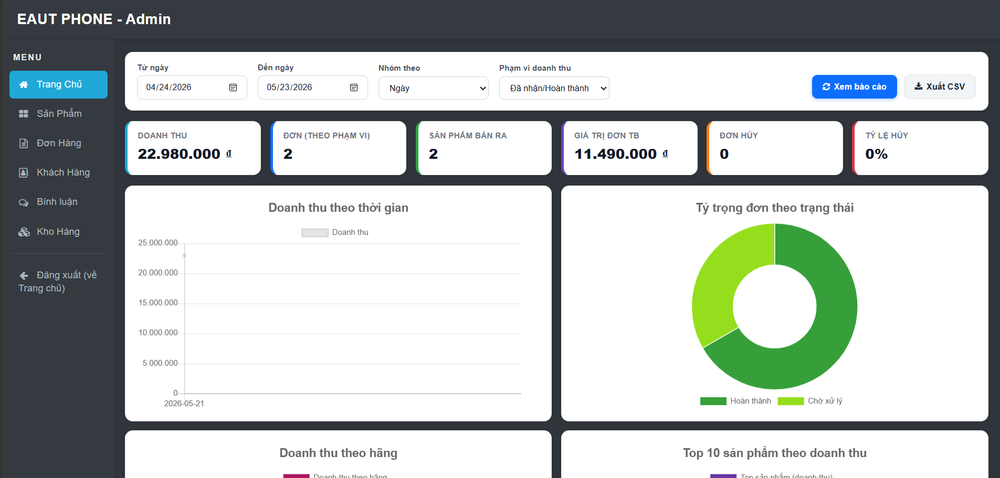 EAUT PHONE - Admin
MENU
Trang Chủ
Sản Phẩm
Đơn Hàng
Khách Hàng
Bình luận
Kho Hàng
Đăng xuất (về
Trang chủ)
Từ ngày
04/24/2026
Đến ngày
05/23/2026
Nhóm theo
Ngày
Phạm vi doanh thu
Đã nhận/Hoàn thành
Xem báo cáo
Xuất CSV
DOANH THU
22.980.000 ₫
ĐƠN (THEO PHẠM VI)
2
SẢN PHẨM BÁN RA
2
GIÁ TRỊ ĐƠN TB
11.490.000 ₫
ĐƠN HỦY
0
TỶ LỆ HỦY
0%
Doanh thu theo thời gian
Doanh thu
25.000.000
20.000.000
15.000.000
10.000.000
5.000.000
0
2026-05-21
Tỷ trọng đơn theo trạng thái
Hoàn thành
Chờ xử lý
Doanh thu theo hãng
Doanh thu theo hãng
Top 10 sản phẩm theo doanh thu
Top sản phẩm (doanh thu)